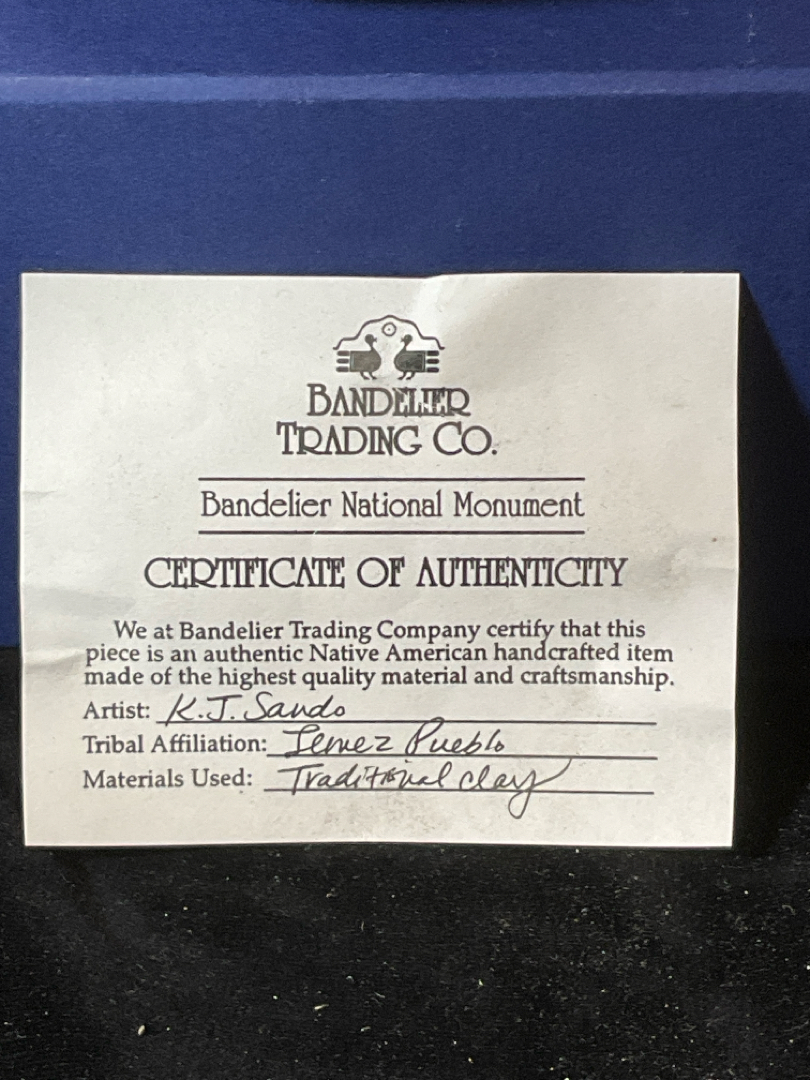 BANDELIER
TRADING CO.
Bandelier National Monument
CERTIFICATE OF AUTHENTICITY
We at Bandelier Trading Company certify that this
piece is an authentic Native American handcrafted item
made of the highest quality material and craftsmanship.
Artist: K.J. Sando
Tribal Affiliation: Jemez Pueblo
Materials Used: Traditional clay